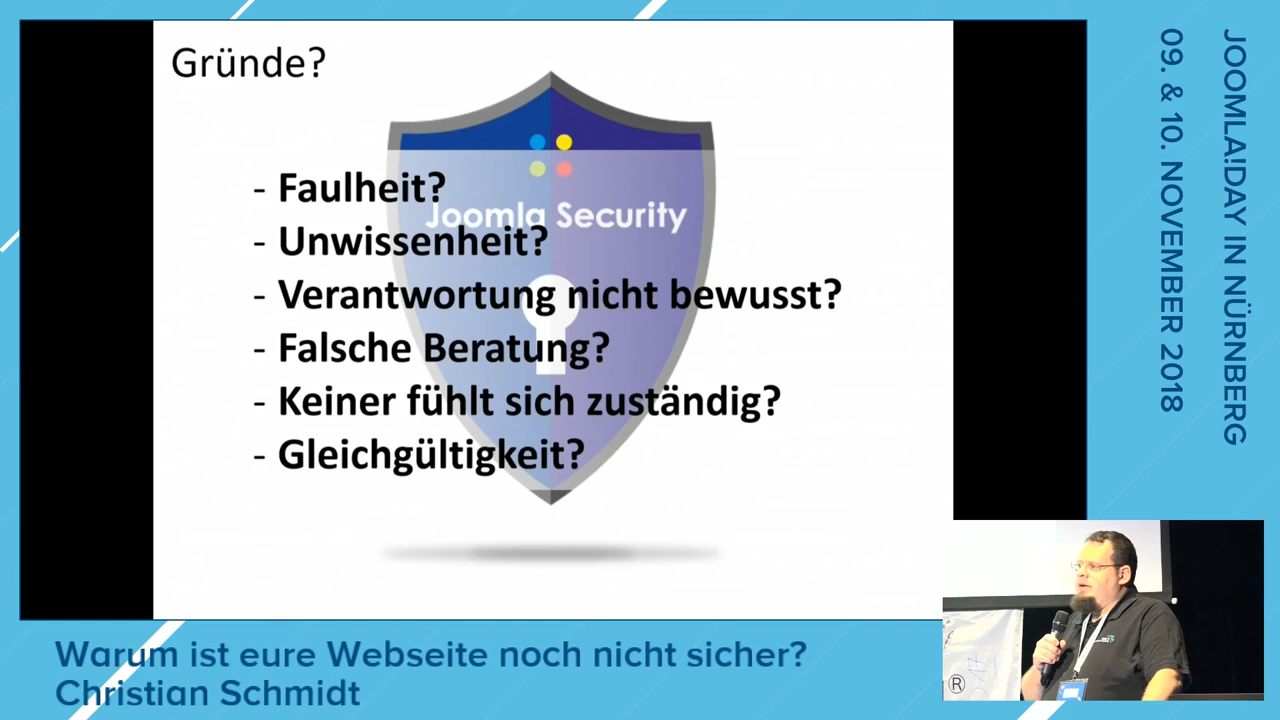 Gründe?
Joomla Security
- Faulheit?
- Unwissenheit?
- Verantwortung nicht bewusst?
- Falsche Beratung?
- Keiner fühlt sich zuständig?
- Gleichgültigkeit?
JOOMLA!DAY IN NÜRNBERG
09. & 10. NOVEMBER 2018
Warum ist eure Webseite noch nicht sicher?
Christian Schmidt
®